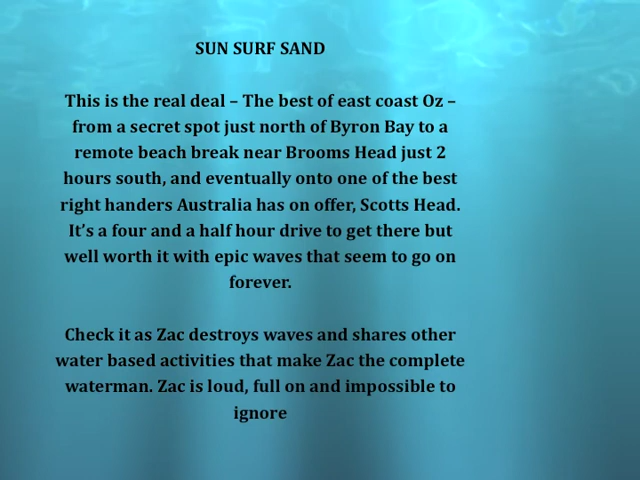 SUN SURF SAND
This is the real deal – The best of east coast Oz –
from a secret spot just north of Byron Bay to a
remote beach break near Brooms Head just 2
hours south, and eventually onto one of the best
right handers Australia has on offer, Scotts Head.
It’s a four and a half hour drive to get there but
well worth it with epic waves that seem to go on
forever.
Check it as Zac destroys waves and shares other
water based activities that make Zac the complete
waterman. Zac is loud, full on and impossible to
ignore